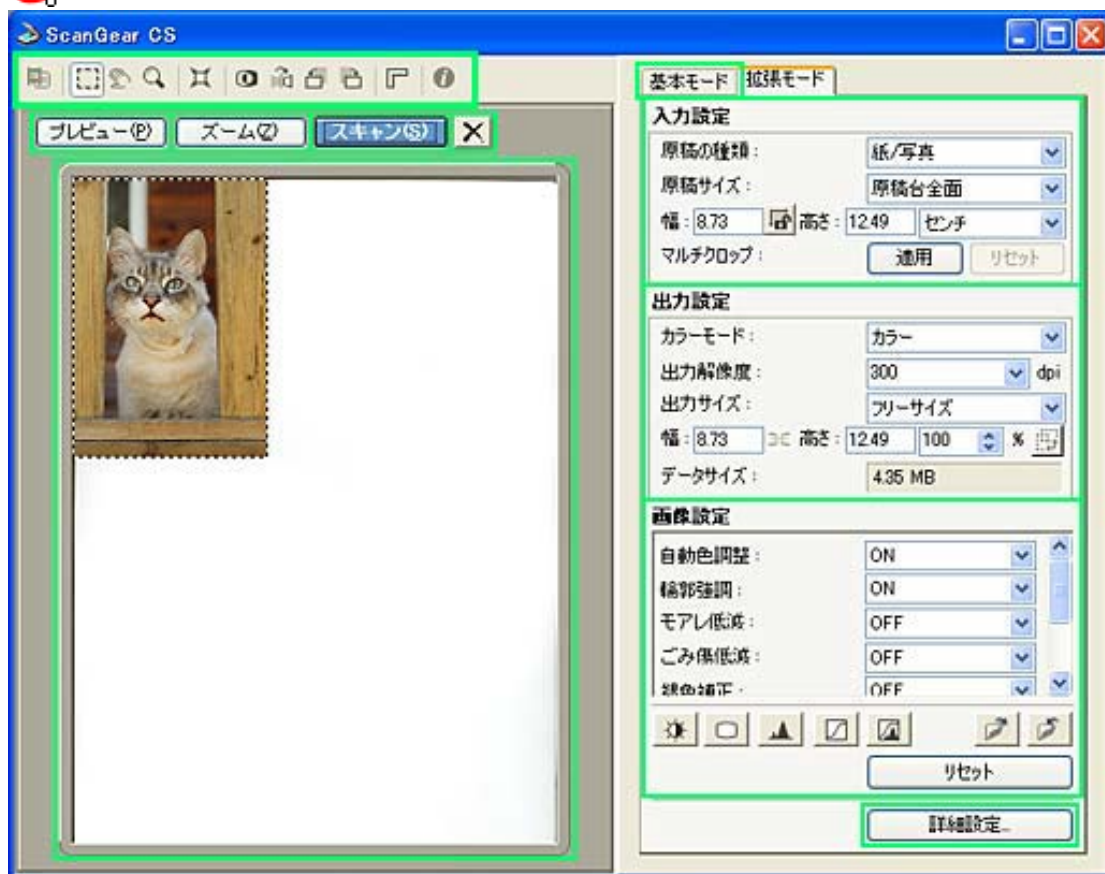 ScanGear CS
プレビュー(P) ズーム(Z) スキャン(S)
基本モード 拡張モード
入力設定
原稿の種類: 紙/写真
原稿サイズ: 原稿台全面
幅: 8.73 高さ: 12.49 センチ
マルチクロップ: 適用 リセット
出力設定
カラーモード: カラー
出力解像度: 300 dpi
出力サイズ: フリーサイズ
幅: 8.73 高さ: 12.49 100 %
データサイズ: 4.35 MB
画像設定
自動色調整: ON
輪郭強調: ON
モアレ低減: OFF
ごみ傷低減: OFF
褪色補正: OFF
リセット
詳細設定...